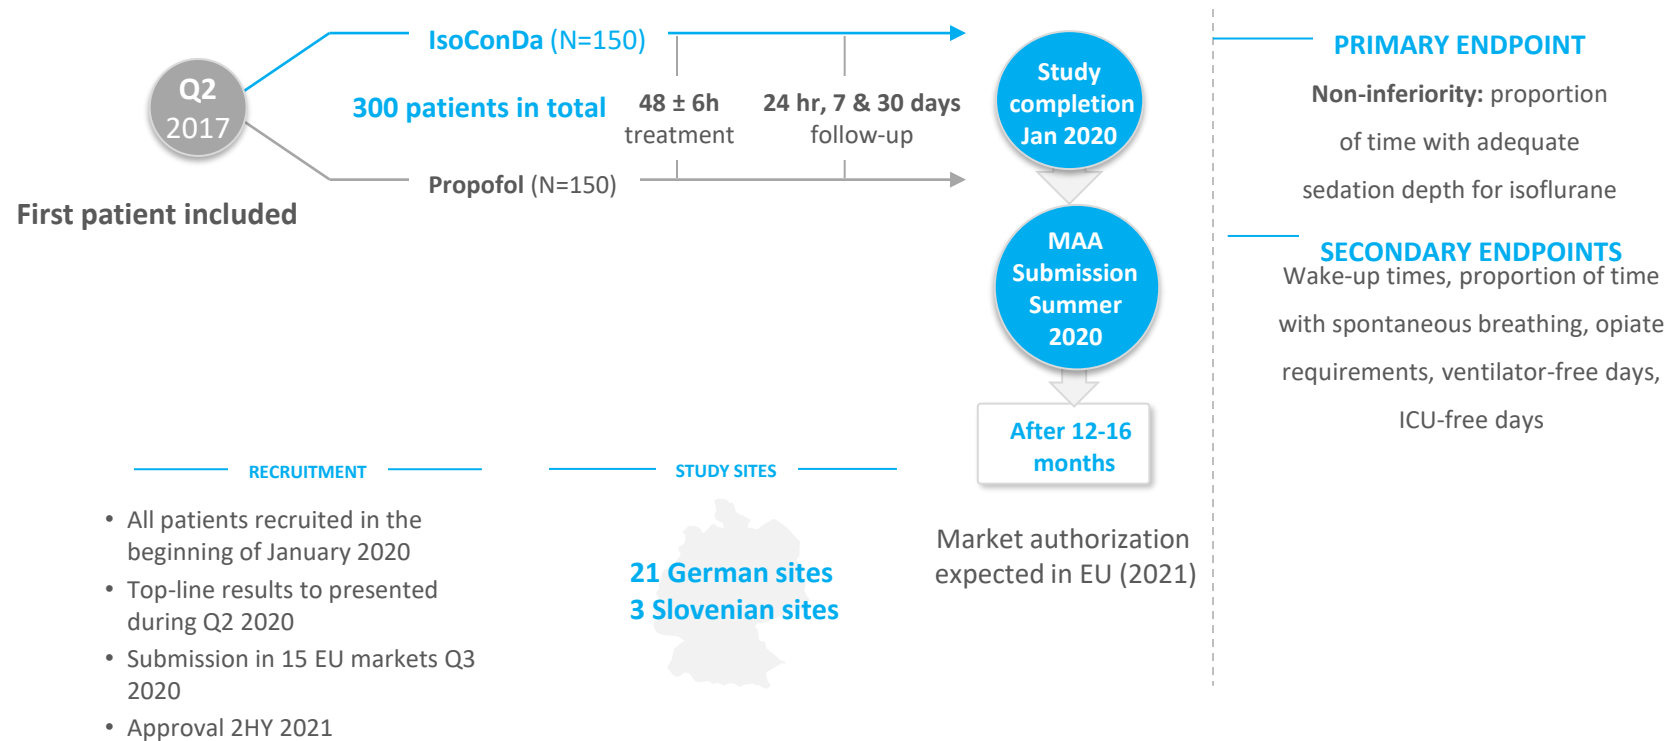 Q2
2017
First patient included
IsoConDa (N=150)
300 patients in total
48 ± 6h
treatment
24 hr, 7 & 30 days
follow-up
Propofol (N=150)
Study
completion
Jan 2020
MAA
Submission
Summer
2020
After 12-16
months
Market authorization
expected in EU (2021)
PRIMARY ENDPOINT
Non-inferiority: proportion
of time with adequate
sedation depth for isoflurane
SECONDARY ENDPOINTS
Wake-up times, proportion of time
with spontaneous breathing, opiate
requirements, ventilator-free days,
ICU-free days
RECRUITMENT
• All patients recruited in the
beginning of January 2020
• Top-line results to presented
during Q2 2020
• Submission in 15 EU markets Q3
2020
• Approval 2HY 2021
STUDY SITES
21 German sites
3 Slovenian sites